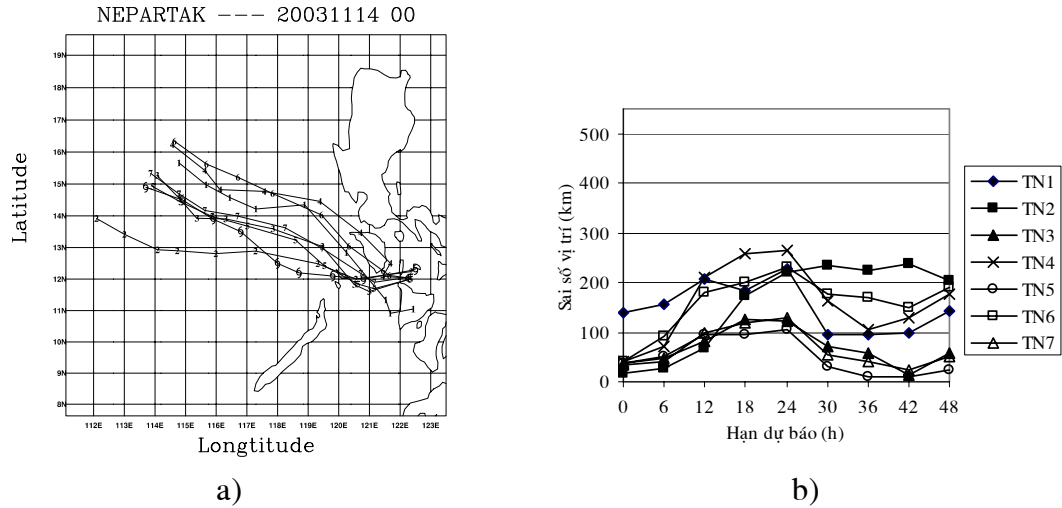 NEPARTAK --- 20031114 00
19N
18N
17N
16N
15N
14N
13N
12N
11N
10N
9N
8N
Latitude
112E 113E 114E 115E 116E 117E 118E 119E 120E 121E 122E 123E
Longtitude
a)
Sai số vị trí (km)
500
400
300
200
100
0
0 6 12 18 24 30 36 42 48
Hạn dự báo (h)
TN1
TN2
TN3
TN4
TN5
TN6
TN7
b)